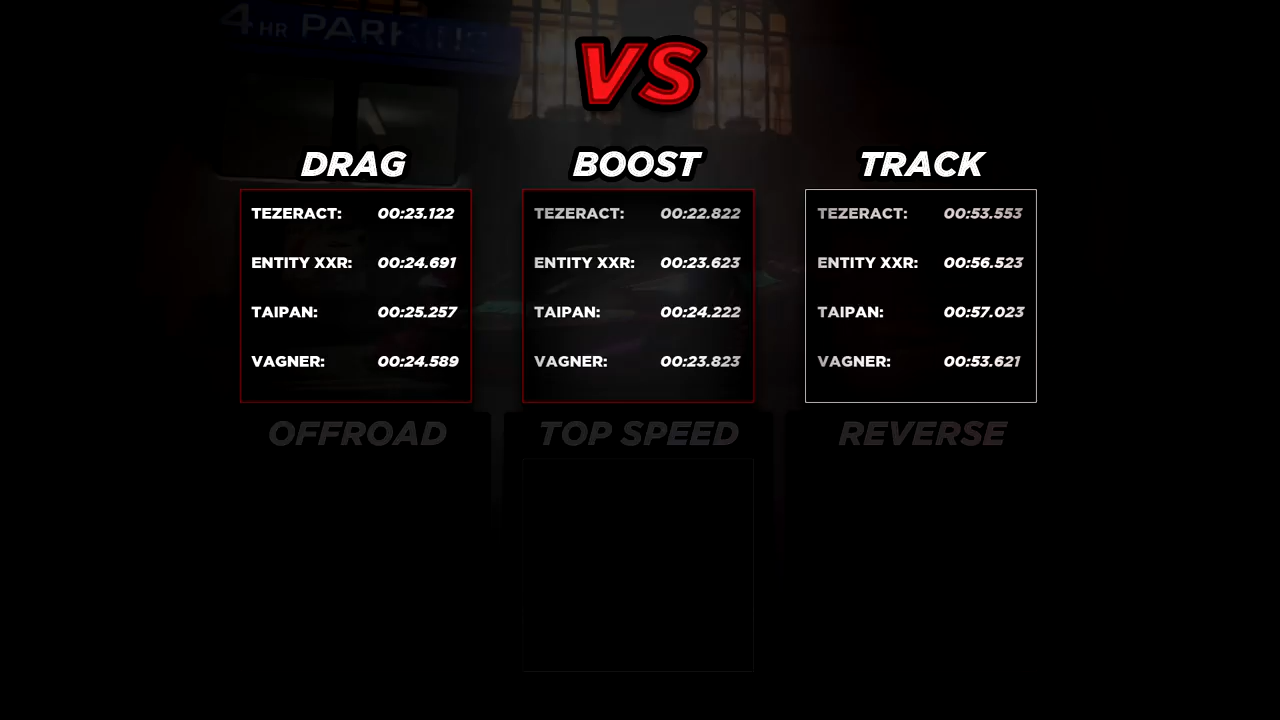 4 HR PARKING
VS
DRAG
TEZERACT: 00:23.122
ENTITY XXR: 00:24.691
TAIPAN: 00:25.257
VAGNER: 00:24.589
BOOST
TEZERACT: 00:22.822
ENTITY XXR: 00:23.623
TAIPAN: 00:24.222
VAGNER: 00:23.823
TRACK
TEZERACT: 00:53.553
ENTITY XXR: 00:56.523
TAIPAN: 00:57.023
VAGNER: 00:53.621
OFFROAD
TOP SPEED
REVERSE